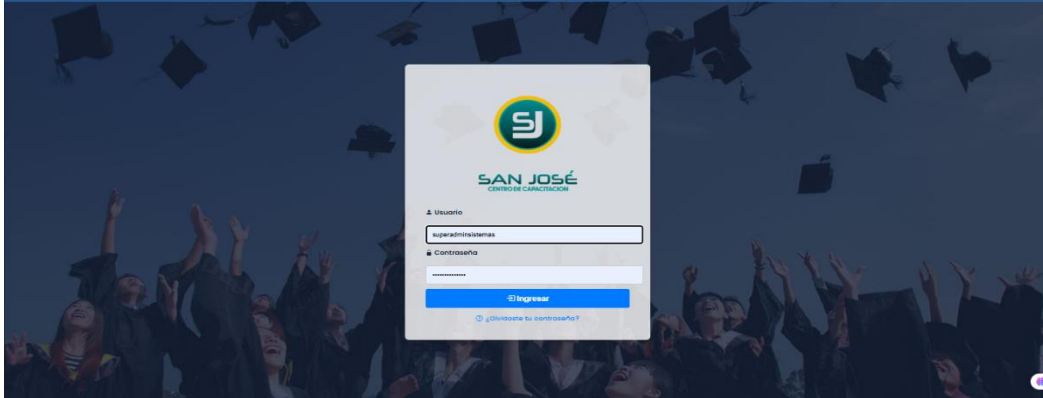 SJ
SAN JOSÉ
CENTRO DE CAPACITACION
Usuario
superadminsistemas
Contraseña
••••••••••••••
Ingresar
¿Olvidaste tu contraseña?